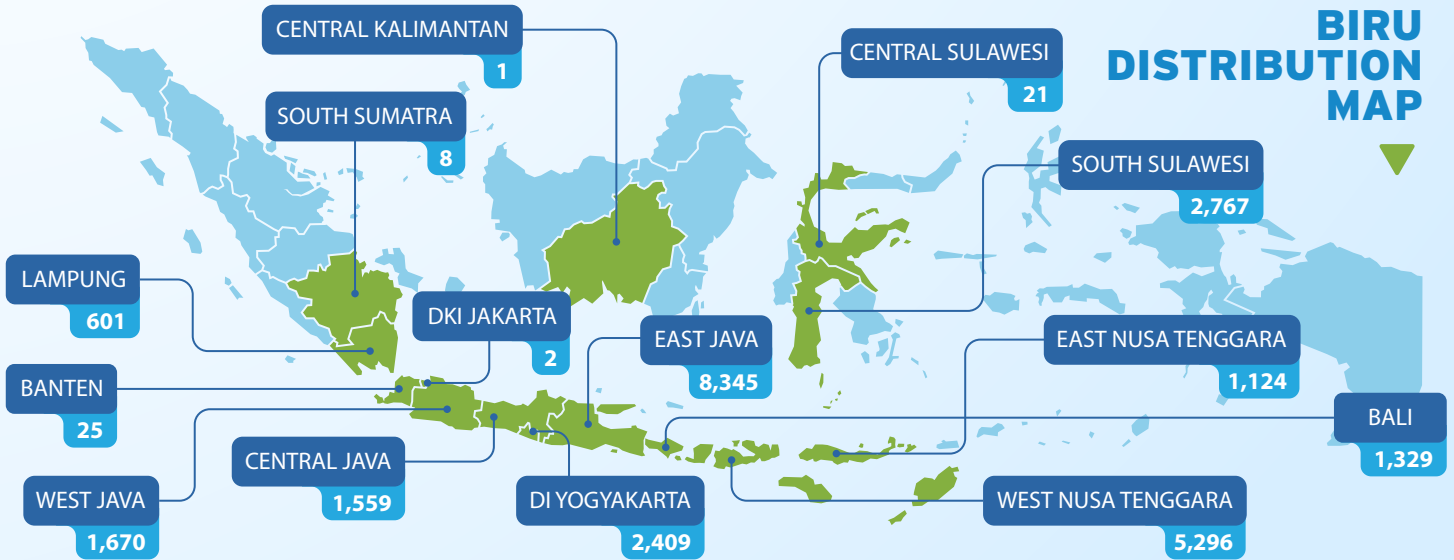 BIRU
DISTRIBUTION
MAP
CENTRAL KALIMANTAN
1
CENTRAL SULAWESI
21
SOUTH SUMATRA
8
SOUTH SULAWESI
2,767
LAMPUNG
601
DKI JAKARTA
2
EAST JAVA
8,345
EAST NUSA TENGGARA
1,124
BANTEN
25
BALI
1,329
CENTRAL JAVA
1,559
WEST JAVA
1,670
DI YOGYAKARTA
2,409
WEST NUSA TENGGARA
5,296